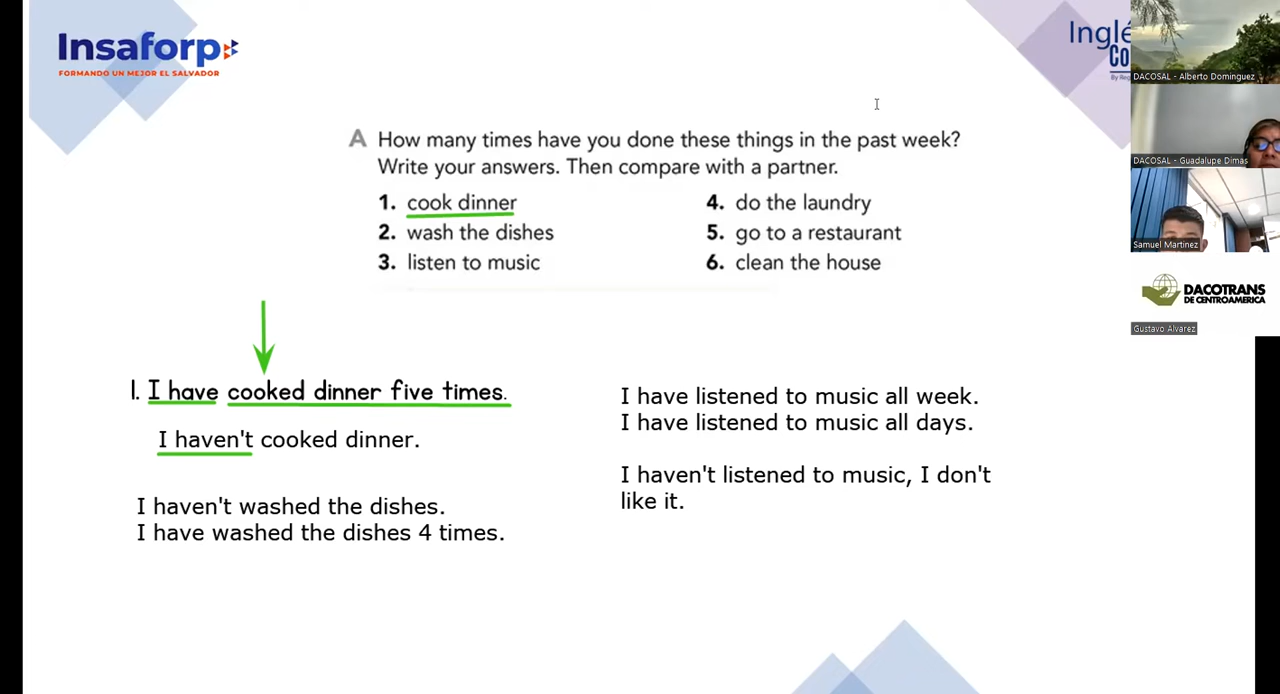 Insaforp
FORMANDO UN MEJOR EL SALVADOR
Inglé
CO
DACOSAL - Alberto Dominguez
DACOSAL - Guadalupe Dimas
Samuel Martinez
DACOTRANS
DE CENTROAMERICA
Gustavo Alvarez
A How many times have you done these things in the past week?
Write your answers. Then compare with a partner.
1. cook dinner
2. wash the dishes
3. listen to music
4. do the laundry
5. go to a restaurant
6. clean the house
1. I have cooked dinner five times.
I haven't cooked dinner.
I haven't washed the dishes.
I have washed the dishes 4 times.
I have listened to music all week.
I have listened to music all days.
I haven't listened to music, I don't
like it.